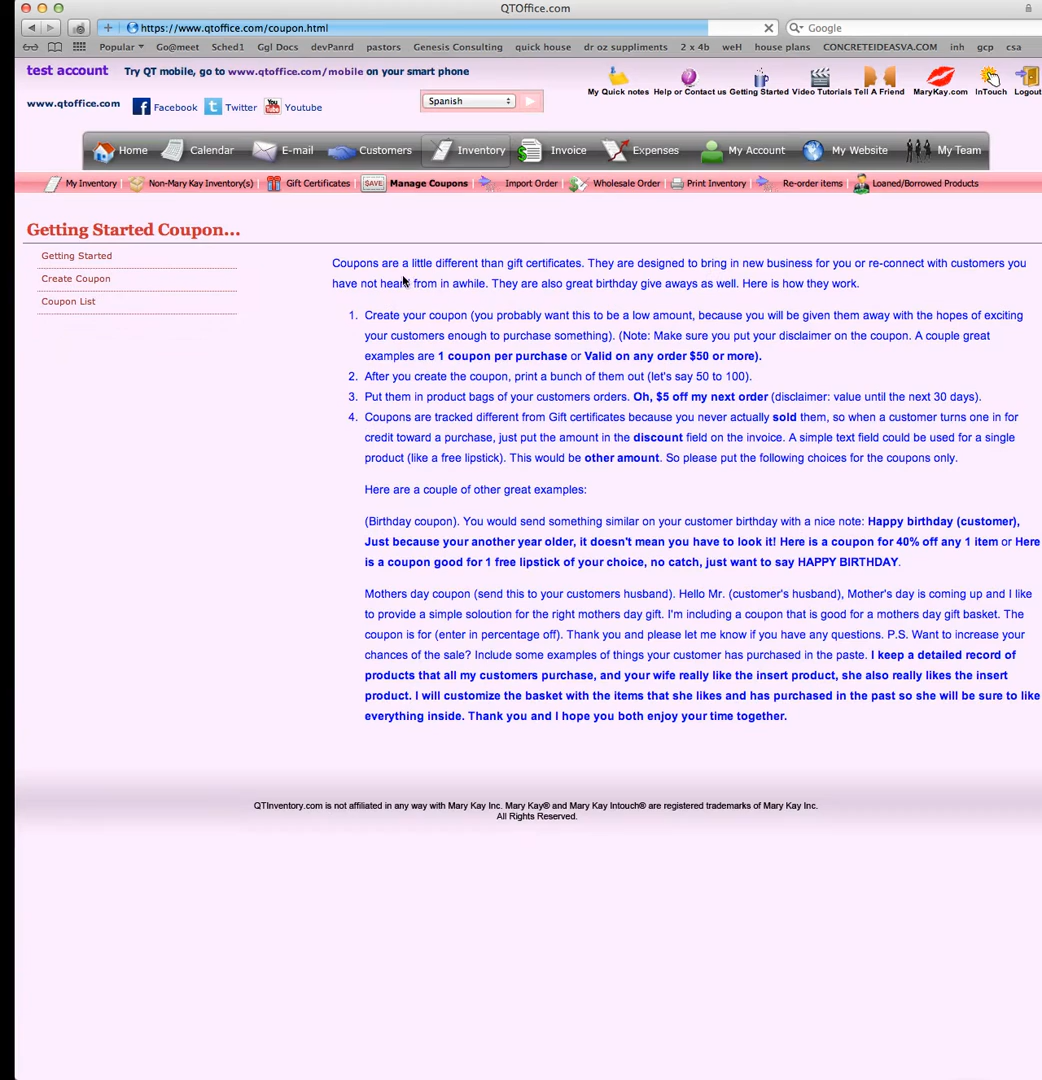 QTOffice.com
https://www.qtoffice.com/coupon.html
Google
Popular Go@meet Sched1 Ggl Docs devPanrd pastors Genesis Consulting quick house dr oz suppliments 2 x 4b weH house plans CONCRETEIDEASVA.COM inh gcp csa
test account Try QT mobile, go to www.qtoffice.com/mobile on your smart phone
My Quick notes Help or Contact us Getting Started Video Tutorials Tell A Friend MaryKay.com InTouch Logout
www.qtoffice.com Facebook Twitter Youtube
Spanish
Home Calendar E-mail Customers Inventory Invoice Expenses My Account My Website My Team
My Inventory Non-Mary Kay Inventory(s) Gift Certificates SAVE Manage Coupons Import Order Wholesale Order Print Inventory Re-order items Loaned/Borrowed Products
Getting Started Coupon...
Getting Started
Create Coupon
Coupon List
Coupons are a little different than gift certificates. They are designed to bring in new business for you or re-connect with customers you
have not heard from in awhile. They are also great birthday give aways as well. Here is how they work.
1. Create your coupon (you probably want this to be a low amount, because you will be given them away with the hopes of exciting
your customers enough to purchase something). (Note: Make sure you put your disclaimer on the coupon. A couple great
examples are 1 coupon per purchase or Valid on any order $50 or more).
2. After you create the coupon, print a bunch of them out (let's say 50 to 100).
3. Put them in product bags of your customers orders. Oh, $5 off my next order (disclaimer: value until the next 30 days).
4. Coupons are tracked different from Gift certificates because you never actually sold them, so when a customer turns one in for
credit toward a purchase, just put the amount in the discount field on the invoice. A simple text field could be used for a single
product (like a free lipstick). This would be other amount. So please put the following choices for the coupons only.
Here are a couple of other great examples:
(Birthday coupon). You would send something similar on your customer birthday with a nice note: Happy birthday (customer),
Just because your another year older, it doesn't mean you have to look it! Here is a coupon for 40% off any 1 item or Here
is a coupon good for 1 free lipstick of your choice, no catch, just want to say HAPPY BIRTHDAY.
Mothers day coupon (send this to your customers husband). Hello Mr. (customer's husband), Mother's day is coming up and I like
to provide a simple soloution for the right mothers day gift. I'm including a coupon that is good for a mothers day gift basket. The
coupon is for (enter in percentage off). Thank you and please let me know if you have any questions. P.S. Want to increase your
chances of the sale? Include some examples of things your customer has purchased in the paste. I keep a detailed record of
products that all my customers purchase, and your wife really like the insert product, she also really likes the insert
product. I will customize the basket with the items that she likes and has purchased in the past so she will be sure to like
everything inside. Thank you and I hope you both enjoy your time together.
QTInventory.com is not affiliated in any way with Mary Kay Inc. Mary Kay® and Mary Kay Intouch® are registered trademarks of Mary Kay Inc.
All Rights Reserved.